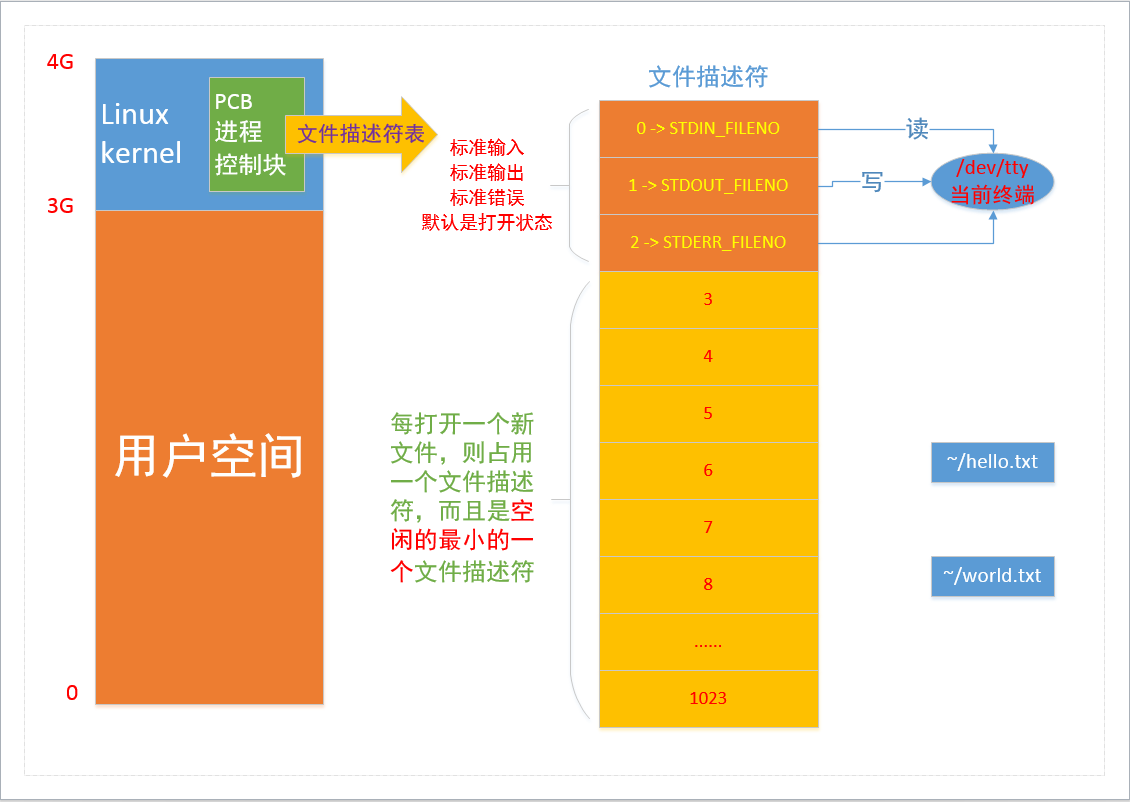 4G
Linux
kernel
PCB
进程
控制块
文件描述符表
3G
用户空间
0
标准输入
标准输出
标准错误
默认是打开状态
每打开一个新
文件，则占用
一个文件描述
符，而且是空
闲的最小的一
个文件描述符
文件描述符
0 -> STDIN_FILENO
1 -> STDOUT_FILENO
2 -> STDERR_FILENO
3
4
5
6
7
8
......
1023
读
写
/dev/tty
当前终端
~/hello.txt
~/world.txt